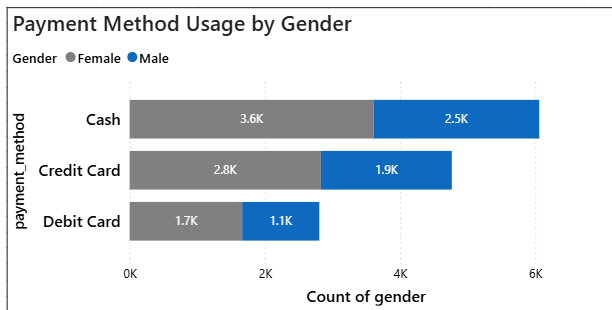 Payment Method Usage by Gender
Gender Female Male
payment_method
Cash 3.6K 2.5K
Credit Card 2.8K 1.9K
Debit Card 1.7K 1.1K
0K 2K 4K 6K
Count of gender